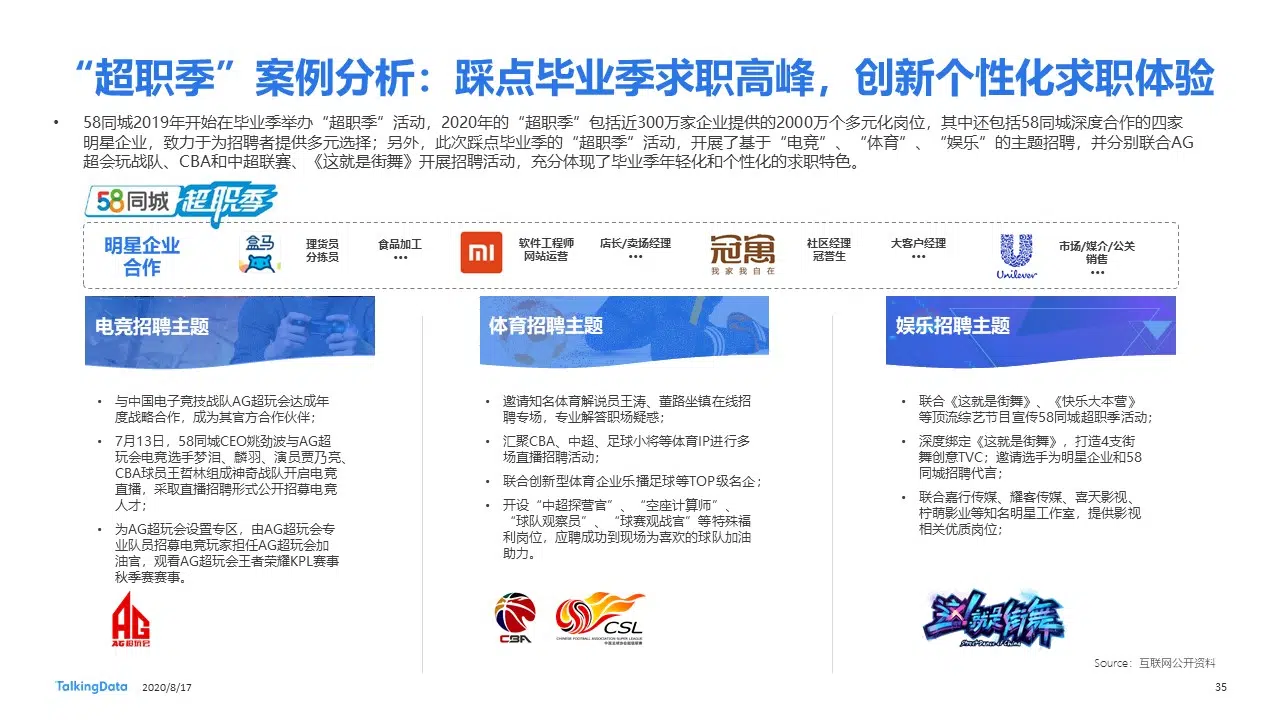 “超职季”案例分析：踩点毕业季求职高峰，创新个性化求职体验
• 58同城2019年开始在毕业季举办“超职季”活动，2020年的“超职季”包括近300万家企业提供的2000万个多元化岗位，其中还包括58同城深度合作的四家
明星企业，致力于为招聘者提供多元选择；另外，此次踩点毕业季的“超职季”活动，开展了基于“电竞”、“体育”、“娱乐”的主题招聘，并分别联合AG
超会玩战队、CBA和中超联赛、《这就是街舞》开展招聘活动，充分体现了毕业季年轻化和个性化的求职特色。
58同城 超职季
明星企业
合作
盒马
理货员
分拣员
食品加工
•••
mi
软件工程师
网站运营
店长/卖场经理
•••
冠寓
我家我自在
社区经理
冠誉生
大客户经理
•••
Unilever
市场/媒介/公关
销售
•••
电竞招聘主题
• 与中国电子竞技战队AG超玩会达成年
度战略合作，成为其官方合作伙伴；
• 7月13日，58同城CEO姚劲波与AG超
玩会电竞选手梦泪、麟羽、演员贾乃亮、
CBA球员王哲林组成神奇战队开启电竞
直播，采取直播招聘形式公开招募电竞
人才；
• 为AG超玩会设置专区，由AG超玩会专
业队员招募电竞玩家担任AG超玩会加
油官，观看AG超玩会王者荣耀KPL赛事
秋季赛赛事。
AG
AG超玩会
体育招聘主题
• 邀请知名体育解说员王涛、董路坐镇在线招
聘专场，专业解答职场疑惑；
• 汇聚CBA、中超、足球小将等体育IP进行多
场直播招聘活动；
• 联合创新型体育企业乐播足球等TOP级名企；
• 开设“中超探营官”、“空座计算师”、
“球队观察员”、“球赛观战官”等特殊福
利岗位，应聘成功到现场为喜欢的球队加油
助力。
CBA
CSL
CHINESE FOOTBALL ASSOCIATION SUPER LEAGUE
中国足球协会超级联赛
娱乐招聘主题
• 联合《这就是街舞》、《快乐大本营》
等顶流综艺节目宣传58同城超职季活动；
• 深度绑定《这就是街舞》，打造4支街
舞创意TVC；邀请选手为明星企业和58
同城招聘代言；
• 联合嘉行传媒、耀客传媒、喜天影视、
柠萌影业等知名明星工作室，提供影视
相关优质岗位；
这！就是街舞
Street Dance of China
Source：互联网公开资料
TalkingData 2020/8/17
35